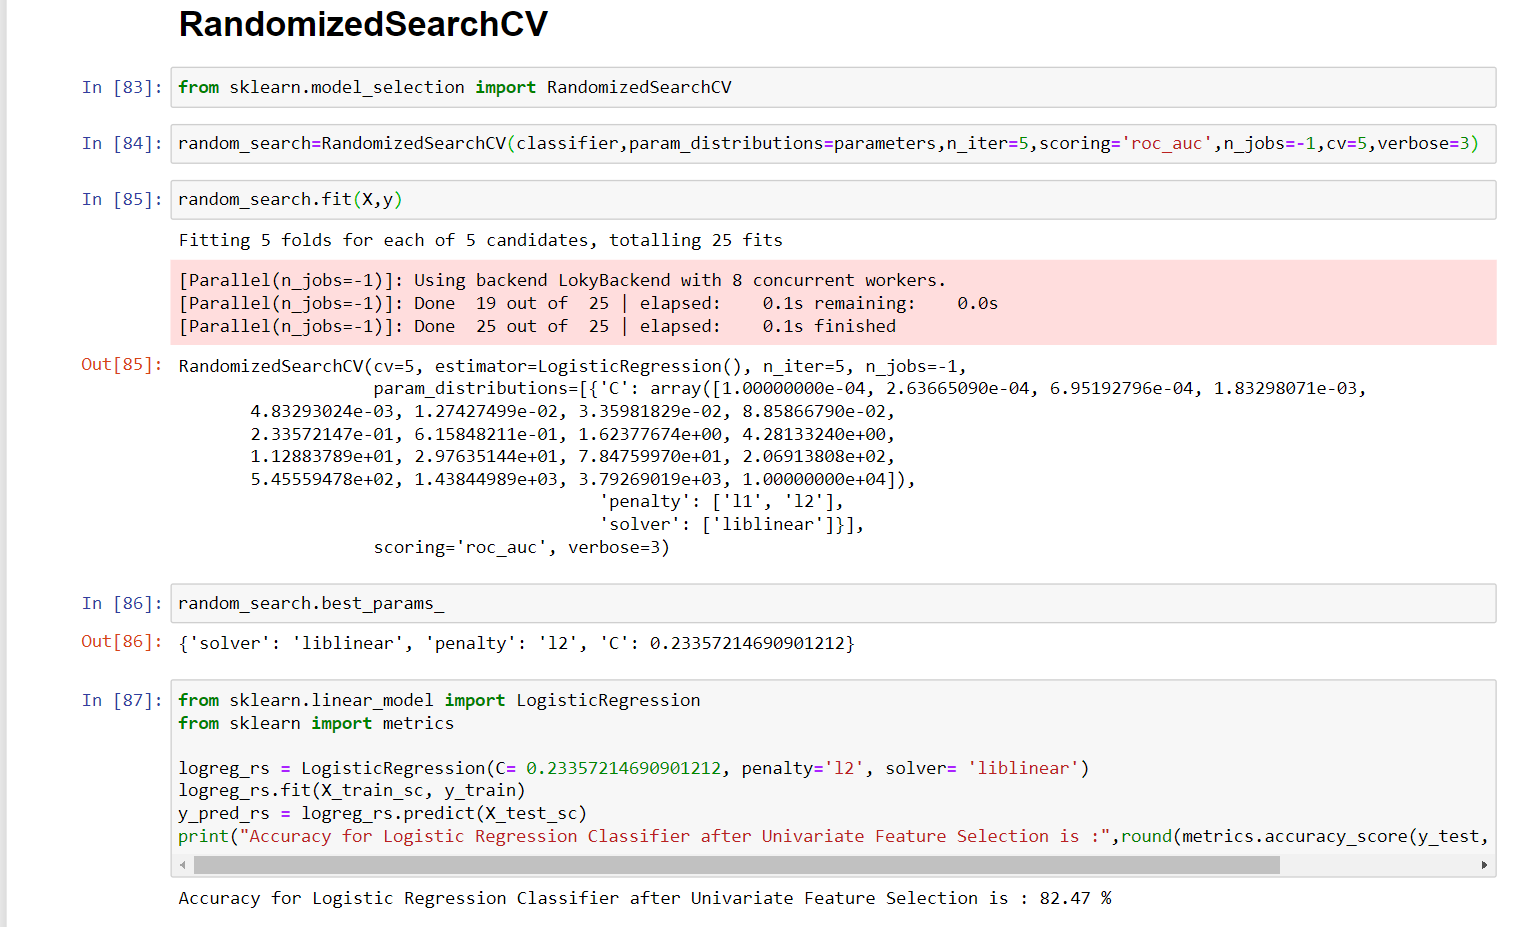 RandomizedSearchCV
In [83]: from sklearn.model_selection import RandomizedSearchCV
In [84]: random_search=RandomizedSearchCV(classifier,param_distributions=parameters,n_iter=5,scoring='roc_auc',n_jobs=-1,cv=5,verbose=3)
In [85]: random_search.fit(X,y)
Fitting 5 folds for each of 5 candidates, totalling 25 fits
[Parallel(n_jobs=-1)]: Using backend LokyBackend with 8 concurrent workers.
[Parallel(n_jobs=-1)]: Done  19 out of  25 | elapsed:    0.1s remaining:    0.0s
[Parallel(n_jobs=-1)]: Done  25 out of  25 | elapsed:    0.1s finished
Out[85]: RandomizedSearchCV(cv=5, estimator=LogisticRegression(), n_iter=5, n_jobs=-1,
param_distributions=[{'C': array([1.00000000e-04, 2.63665090e-04, 6.95192796e-04, 1.83298071e-03,
4.83293024e-03, 1.27427499e-02, 3.35981829e-02, 8.85866790e-02,
2.33572147e-01, 6.15848211e-01, 1.62377674e+00, 4.28133240e+00,
1.12883789e+01, 2.97635144e+01, 7.84759970e+01, 2.06913808e+02,
5.45559478e+02, 1.43844989e+03, 3.79269019e+03, 1.00000000e+04]),
'penalty': ['l1', 'l2'],
'solver': ['liblinear']}],
scoring='roc_auc', verbose=3)
In [86]: random_search.best_params_
Out[86]: {'solver': 'liblinear', 'penalty': 'l2', 'C': 0.23357214690901212}
In [87]: from sklearn.linear_model import LogisticRegression
from sklearn import metrics
logreg_rs = LogisticRegression(C= 0.23357214690901212, penalty='l2', solver= 'liblinear')
logreg_rs.fit(X_train_sc, y_train)
y_pred_rs = logreg_rs.predict(X_test_sc)
print("Accuracy for Logistic Regression Classifier after Univariate Feature Selection is :",round(metrics.accuracy_score(y_test,
Accuracy for Logistic Regression Classifier after Univariate Feature Selection is : 82.47 %